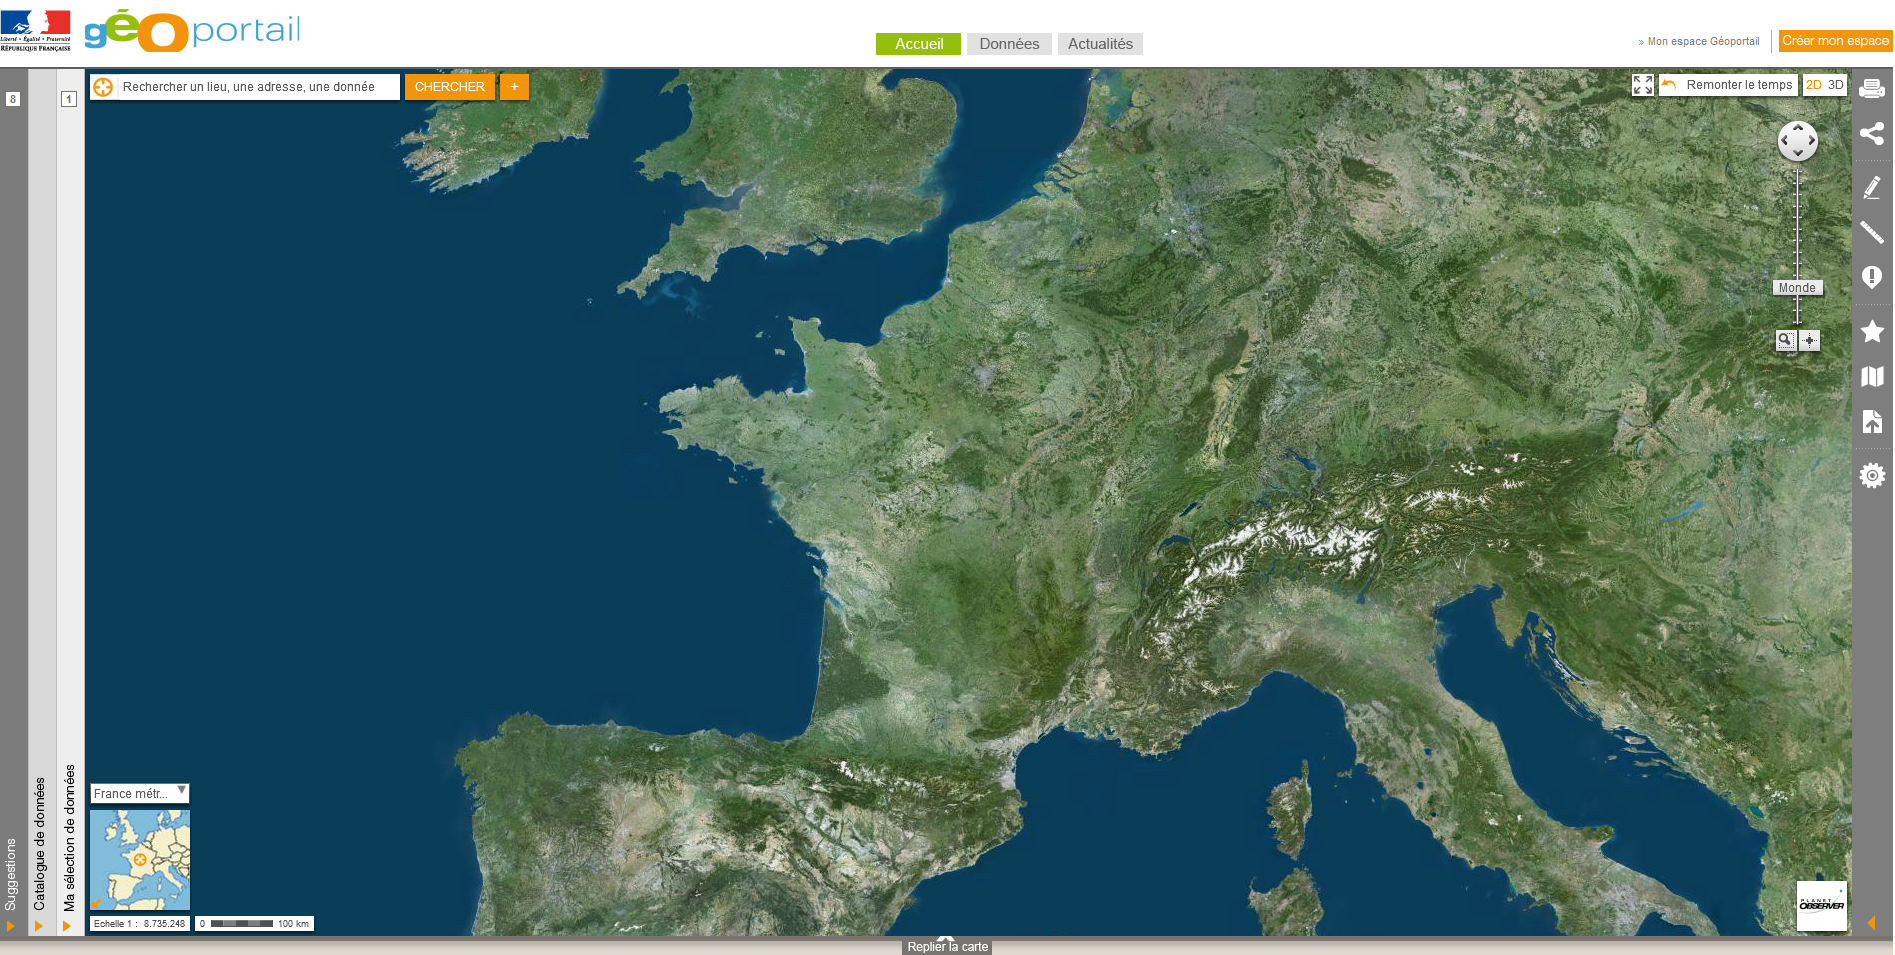 Liberté • Égalité • Fraternité
RÉPUBLIQUE FRANÇAISE
géoportail
Accueil
Données
Actualités
» Mon espace Géoportail
Créer mon espace
8
1
Rechercher un lieu, une adresse, une donnée
CHERCHER
+
Remonter le temps
2D 3D
Monde
Suggestions
Catalogue de données
Ma sélection de données
France métr...
Echelle 1 : 8.735.248
0 100 km
PLANET
OBSERVER
Replier la carte